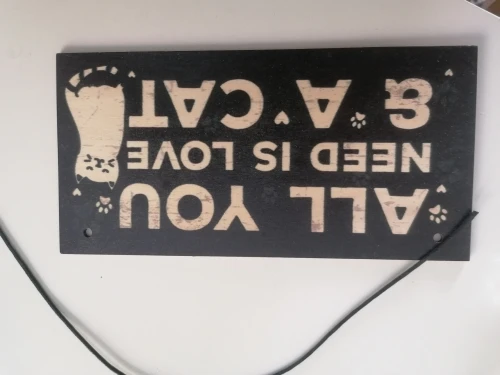 ALL YOU
NEED IS LOVE
& A CAT